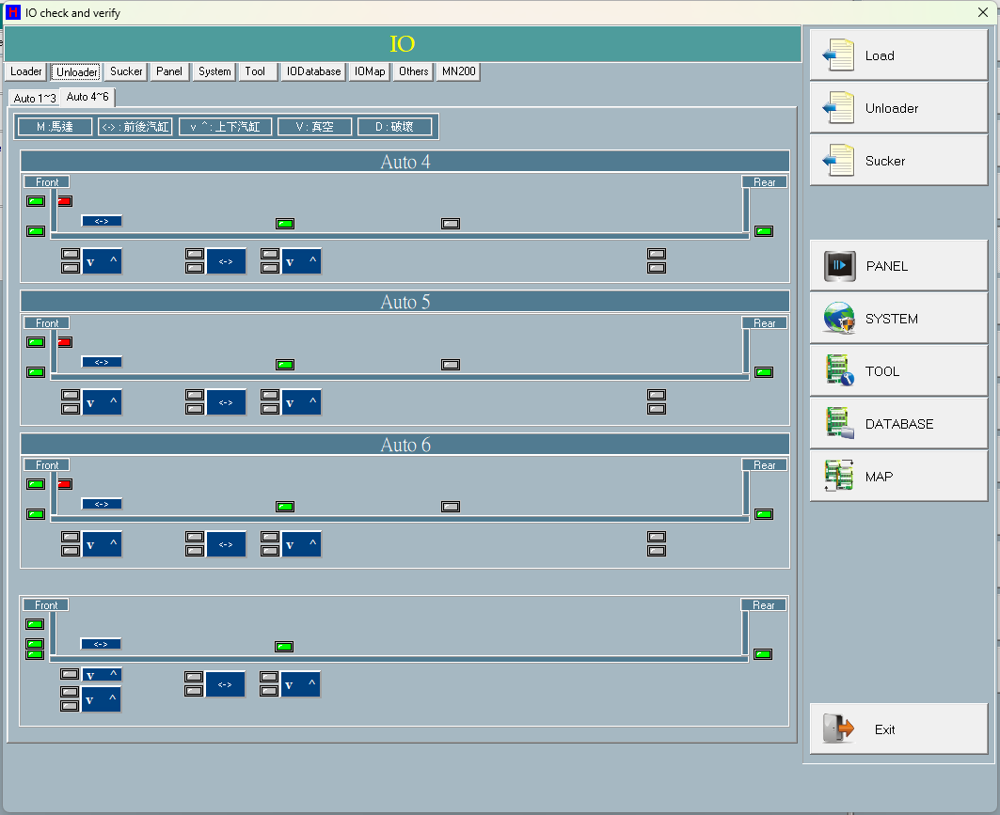 H IO check and verify
IO
Loader Unloader Sucker Panel System Tool IODatabase IOMap Others MN200
Auto 1~3 Auto 4~6
M :馬達 <-> : 前後汽缸 v ^ : 上下汽缸 V : 真空 D : 破壞
Auto 4
Front Rear
<->
v ^ <-> v ^
Auto 5
Front Rear
<->
v ^ <-> v ^
Auto 6
Front Rear
<->
v ^ <-> v ^
Front Rear
<->
v ^
v ^ <-> v ^
Load
Unloader
Sucker
PANEL
SYSTEM
TOOL
DATABASE
MAP
Exit